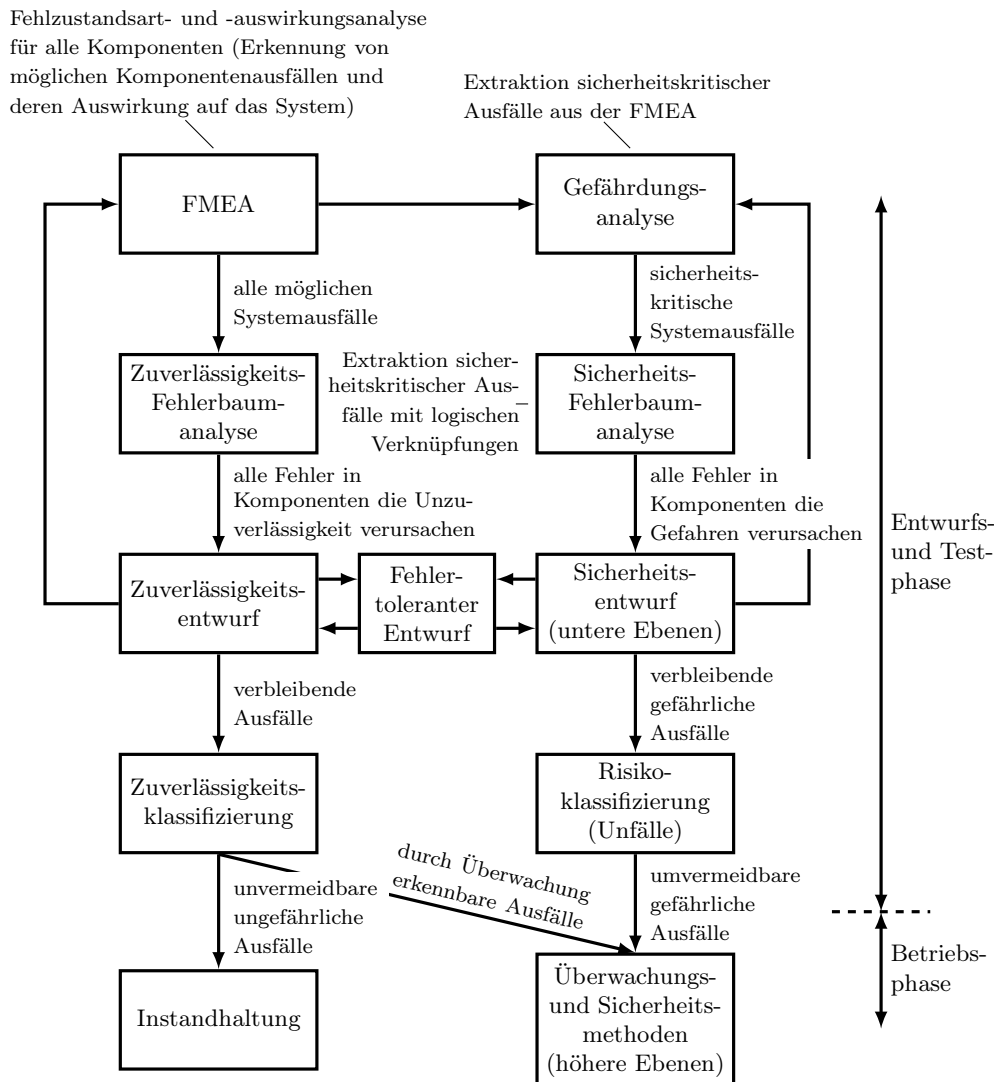 Fehlzustandsart- und -auswirkungsanalyse
für alle Komponenten (Erkennung von
möglichen Komponentenausfällen und
deren Auswirkung auf das System)
Extraktion sicherheitskritischer
Ausfälle aus der FMEA
FMEA
Gefährdungs-
analyse
alle möglichen
Systemausfälle
sicherheits-
kritische
Systemausfälle
Zuverlässigkeits-
Fehlerbaum-
analyse
Extraktion sicher-
heitskritischer Aus-
fälle mit logischen
Verknüpfungen
Sicherheits-
Fehlerbaum-
analyse
alle Fehler in
Komponenten die Unzu-
verlässigkeit verursachen
alle Fehler in
Komponenten die
Gefahren verursachen
Entwurfs-
und Test-
phase
Zuverlässigkeits-
entwurf
Fehler-
toleranter
Entwurf
Sicherheits-
entwurf
(untere Ebenen)
verbleibende
Ausfälle
verbleibende
gefährliche
Ausfälle
Zuverlässigkeits-
klassifizierung
Risiko-
klassifizierung
(Unfälle)
durch Überwachung
erkennbare Ausfälle
unvermeidbare
ungefährliche
Ausfälle
umvermeidbare
gefährliche
Ausfälle
Betriebs-
phase
Instandhaltung
Überwachungs-
und Sicherheits-
methoden
(höhere Ebenen)